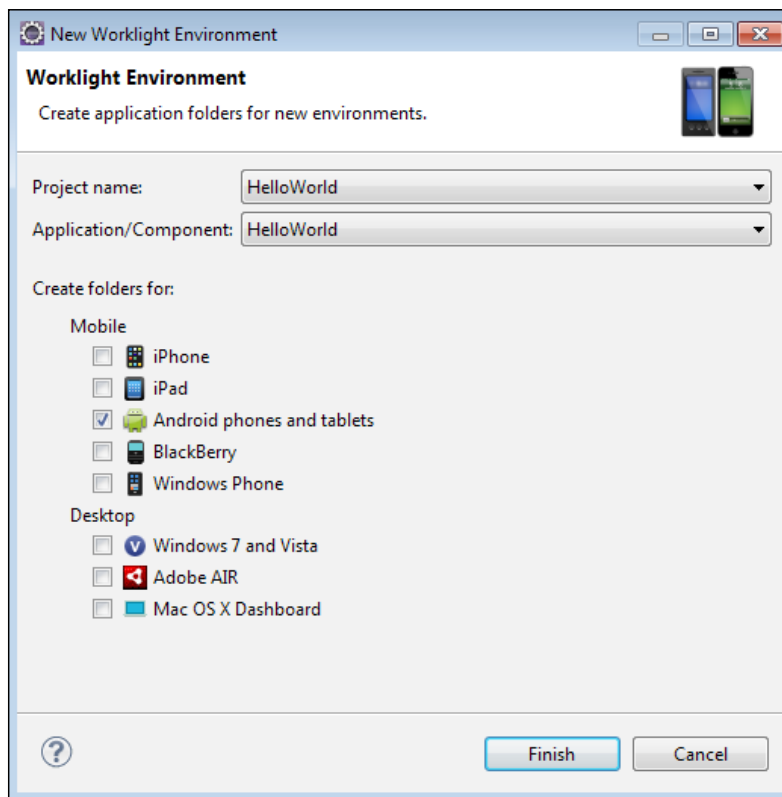 New Worklight Environment
Worklight Environment
Create application folders for new environments.
Project name: HelloWorld
Application/Component: HelloWorld
Create folders for:
Mobile
iPhone
iPad
Android phones and tablets
BlackBerry
Windows Phone
Desktop
Windows 7 and Vista
Adobe AIR
Mac OS X Dashboard
? Finish Cancel